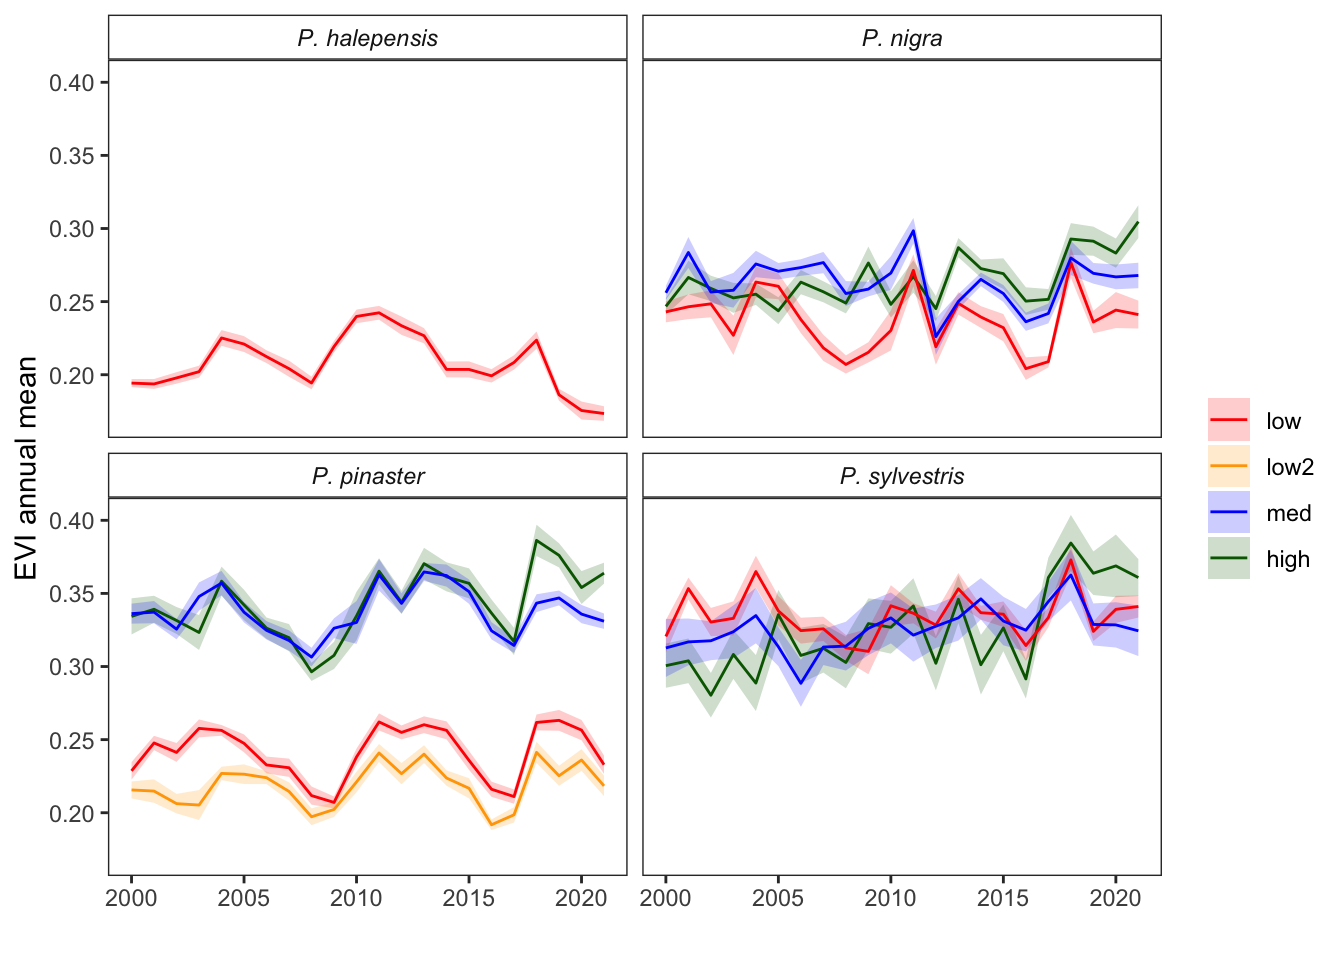 P. halepensis
P. nigra
0.40
0.35
0.30
0.25
0.20
P. pinaster
P. sylvestris
0.40
0.35
0.30
0.25
0.20
2000 2005 2010 2015 2020
2000 2005 2010 2015 2020
EVI annual mean
low
low2
med
high